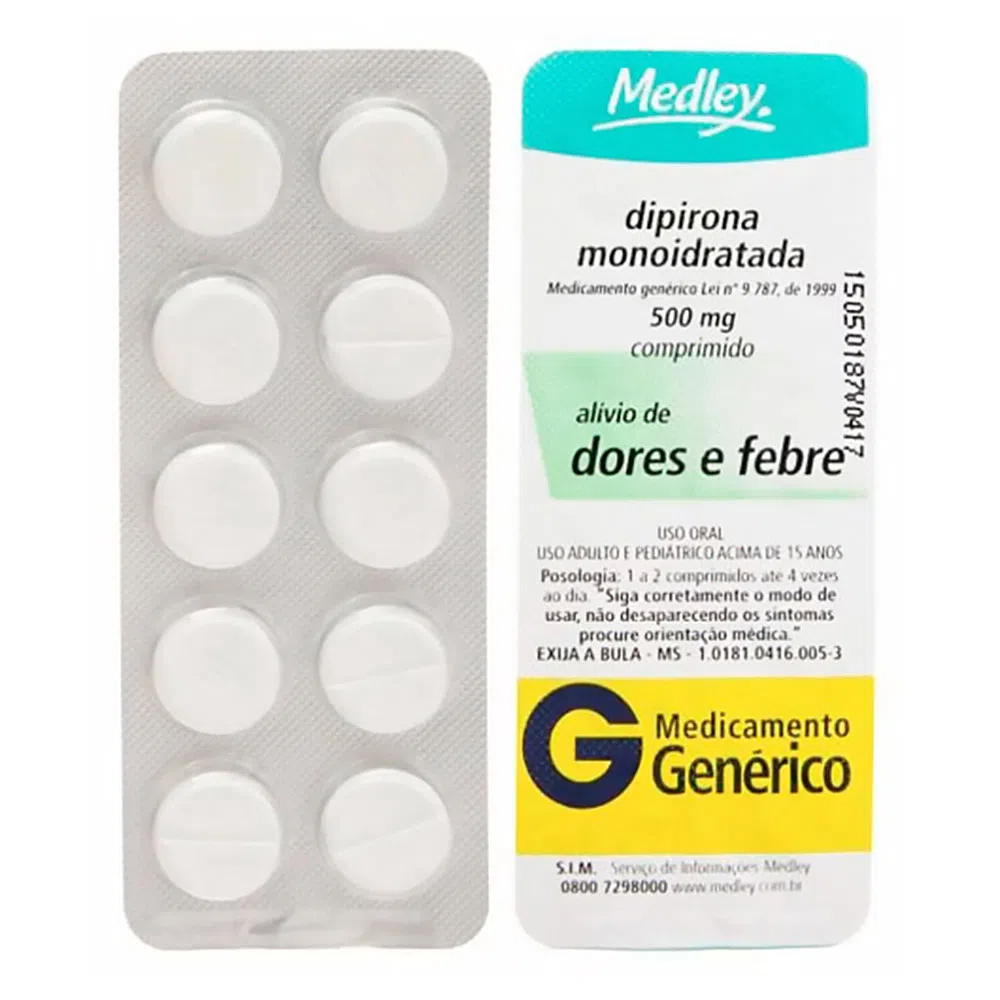 Medley.
dipirona
monoidratada
Medicamento genérico Lei nº 9.787, de 1999
500 mg
comprimido
15050187V0417
alívio de
dores e febre
USO ORAL
USO ADULTO E PEDIÁTRICO ACIMA DE 15 ANOS
Posologia: 1 a 2 comprimidos até 4 vezes
ao dia. "Siga corretamente o modo de
usar, não desaparecendo os sintomas
procure orientação médica."
EXIJA A BULA - MS - 1.0181.0416.005-3
G
Medicamento
Genérico
S.I.M. Serviço de Informações Medley
0800 7298000 www.medley.com.br